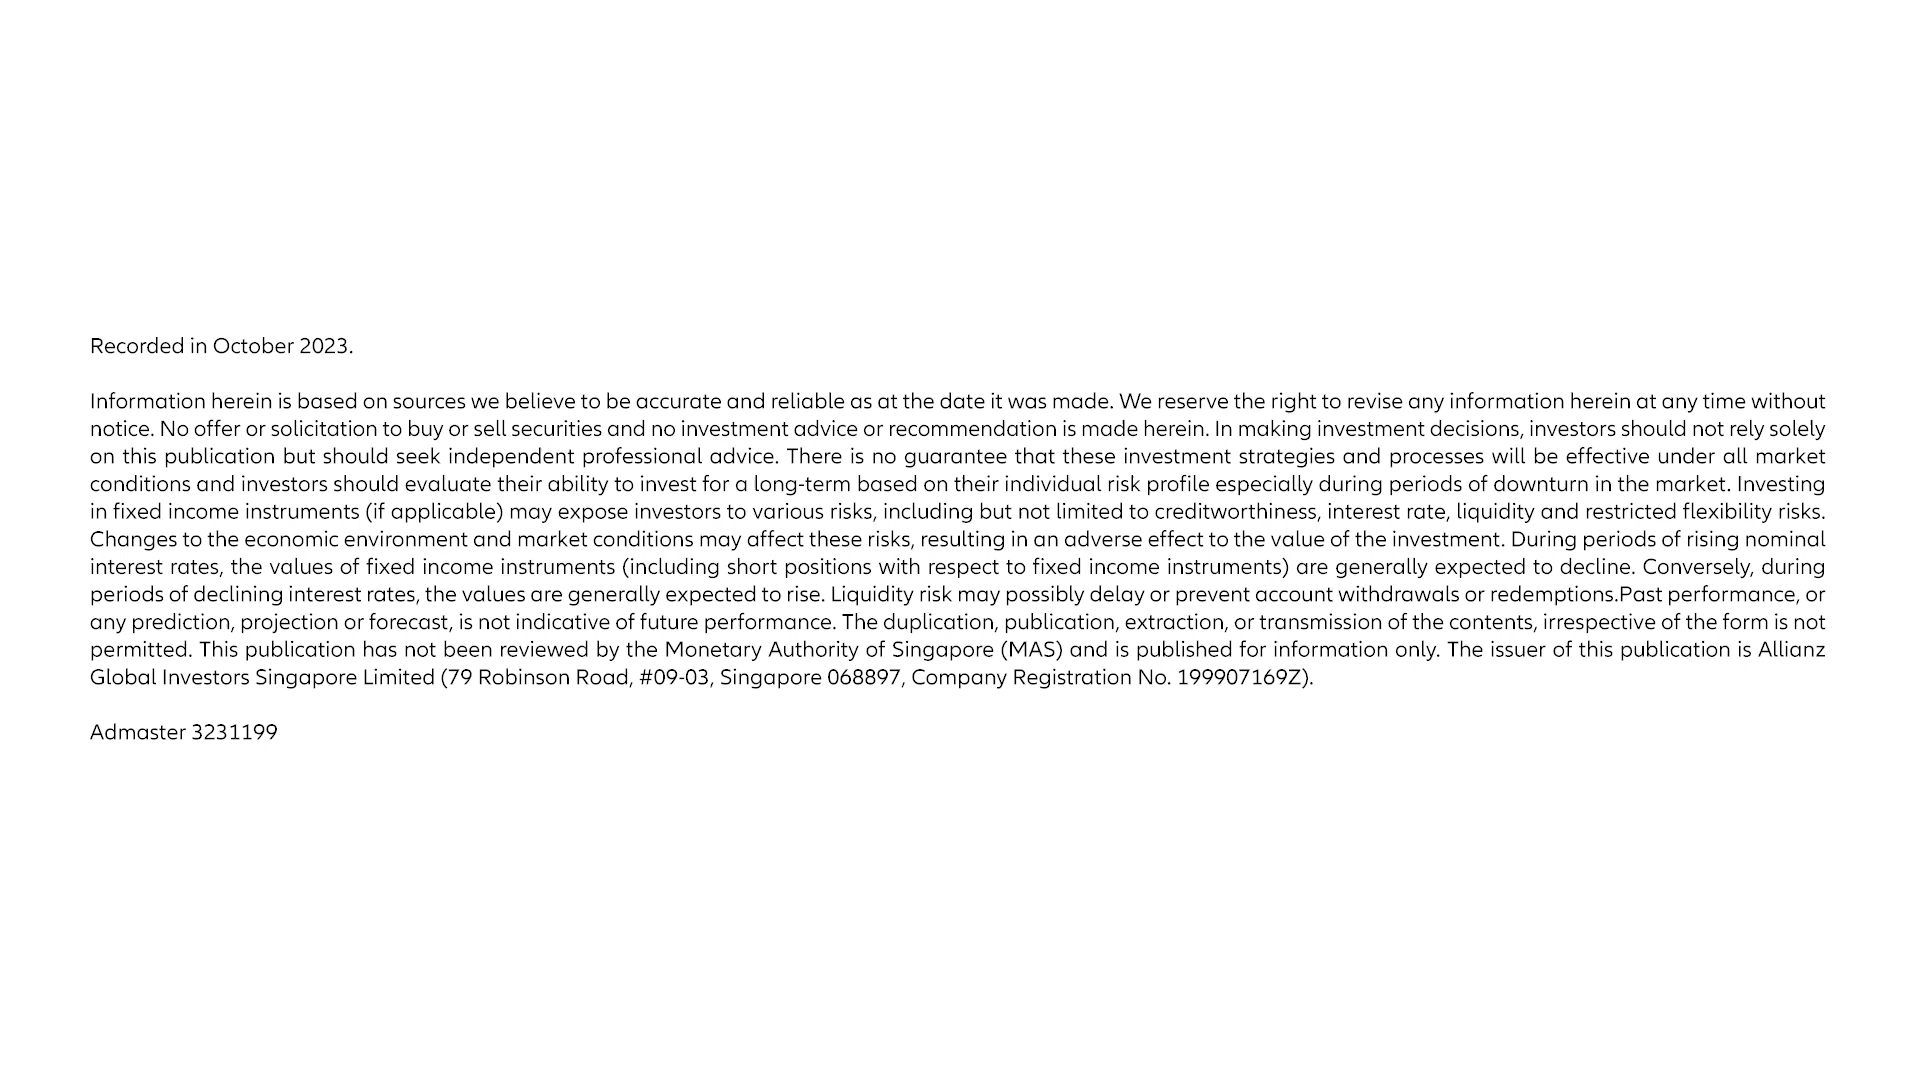 Recorded in October 2023.
Information herein is based on sources we believe to be accurate and reliable as at the date it was made. We reserve the right to revise any information herein at any time without
notice. No offer or solicitation to buy or sell securities and no investment advice or recommendation is made herein. In making investment decisions, investors should not rely solely
on this publication but should seek independent professional advice. There is no guarantee that these investment strategies and processes will be effective under all market
conditions and investors should evaluate their ability to invest for a long-term based on their individual risk profile especially during periods of downturn in the market. Investing
in fixed income instruments (if applicable) may expose investors to various risks, including but not limited to creditworthiness, interest rate, liquidity and restricted flexibility risks.
Changes to the economic environment and market conditions may affect these risks, resulting in an adverse effect to the value of the investment. During periods of rising nominal
interest rates, the values of fixed income instruments (including short positions with respect to fixed income instruments) are generally expected to decline. Conversely, during
periods of declining interest rates, the values are generally expected to rise. Liquidity risk may possibly delay or prevent account withdrawals or redemptions.Past performance, or
any prediction, projection or forecast, is not indicative of future performance. The duplication, publication, extraction, or transmission of the contents, irrespective of the form is not
permitted. This publication has not been reviewed by the Monetary Authority of Singapore (MAS) and is published for information only. The issuer of this publication is Allianz
Global Investors Singapore Limited (79 Robinson Road, #09-03, Singapore 068897, Company Registration No. 199907169Z).
Admaster 3231199